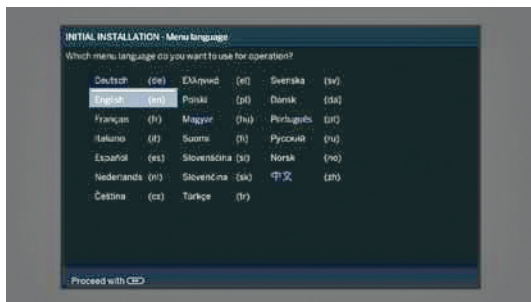 INITIAL INSTALLATION - Menu language
Which menu language do you want to use for operation?
Deutsch (de) Ελληνικά (el) Svenska (sv)
English (en) Polski (pl) Dansk (da)
Français (fr) Magyar (hu) Português (pt)
Italiano (it) Suomi (fi) Русский (ru)
Español (es) Slovenščina (sl) Norsk (no)
Nederlands (nl) Slovenčina (sk) 中文 (zh)
Čeština (cz) Türkçe (tr)
Proceed with OK